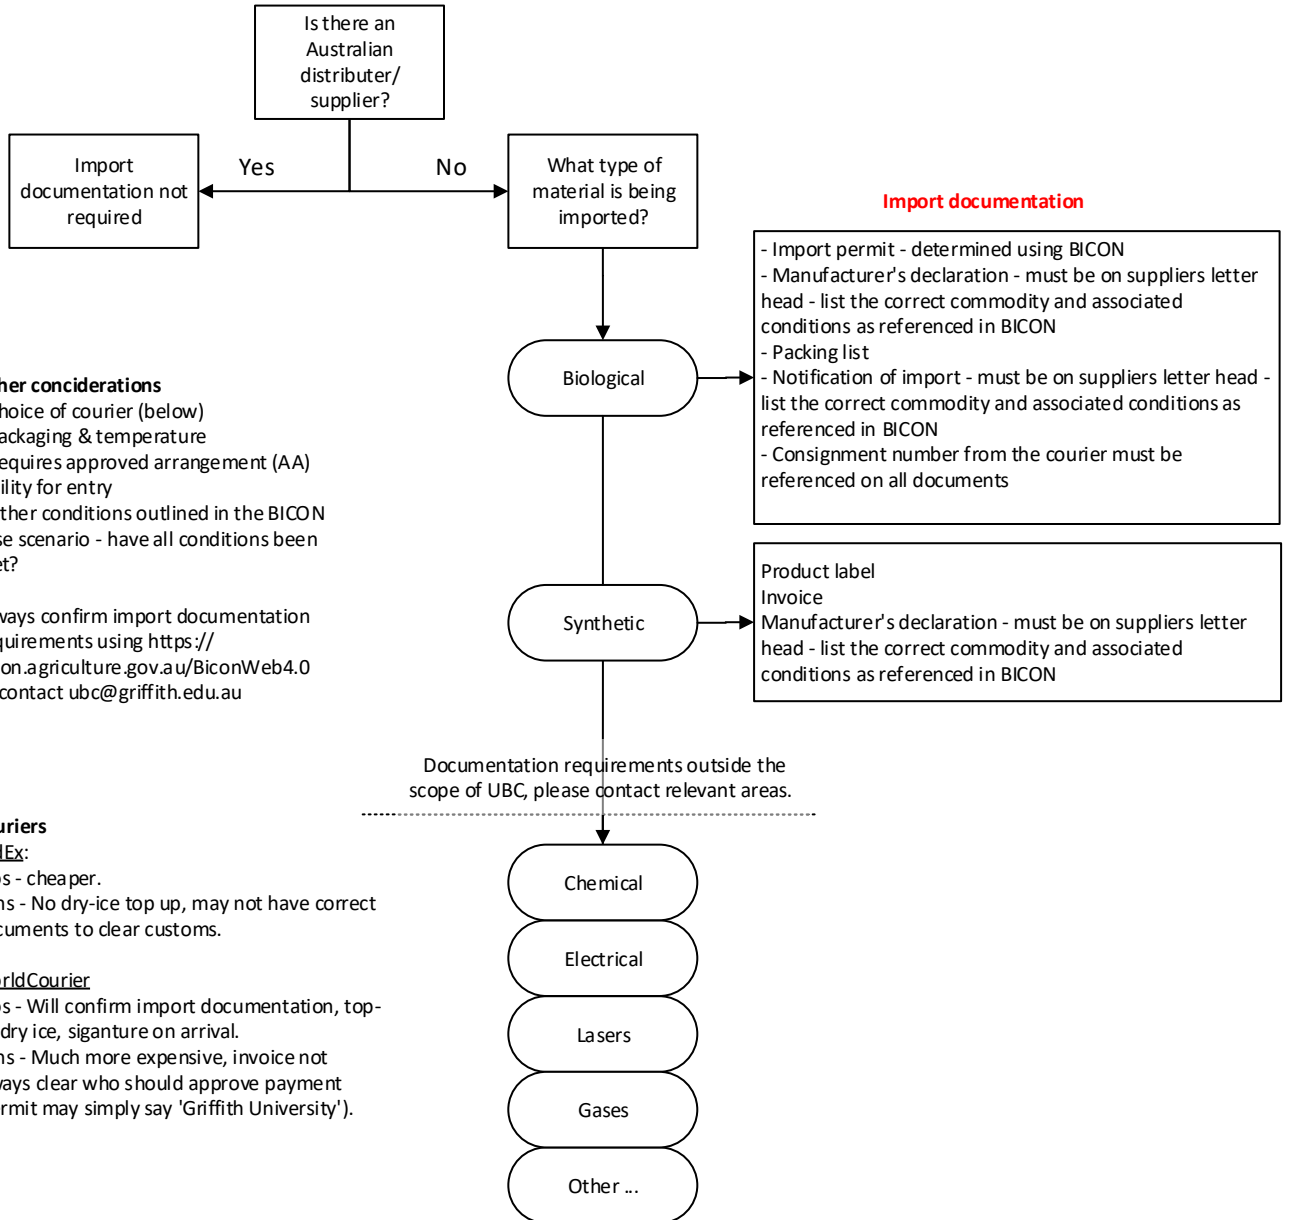 Is there an
Australian
distributer/
supplier?
Import
documentation not
required
Yes
No
What type of
material is being
imported?
Import documentation
- Import permit - determined using BICON
- Manufacturer's declaration - must be on suppliers letter
head - list the correct commodity and associated
conditions as referenced in BICON
- Packing list
- Notification of import - must be on suppliers letter head -
list the correct commodity and associated conditions as
referenced in BICON
- Consignment number from the courier must be
referenced on all documents
Biological
her conciderations
hoice of courier (below)
ackaging & temperature
equires approved arrangement (AA)
ility for entry
ther conditions outlined in the BICON
se scenario - have all conditions been
et?
ways confirm import documentation
quirements using https://
on.agriculture.gov.au/BiconWeb4.0
contact ubc@griffith.edu.au
Synthetic
Product label
Invoice
Manufacturer's declaration - must be on suppliers letter
head - list the correct commodity and associated
conditions as referenced in BICON
Documentation requirements outside the
scope of UBC, please contact relevant areas.
uriers
dEx:
os - cheaper.
ns - No dry-ice top up, may not have correct
cuments to clear customs.
orldCourier
os - Will confirm import documentation, top-
dry ice, siganture on arrival.
ns - Much more expensive, invoice not
ways clear who should approve payment
ermit may simply say 'Griffith University').
Chemical
Electrical
Lasers
Gases
Other ...